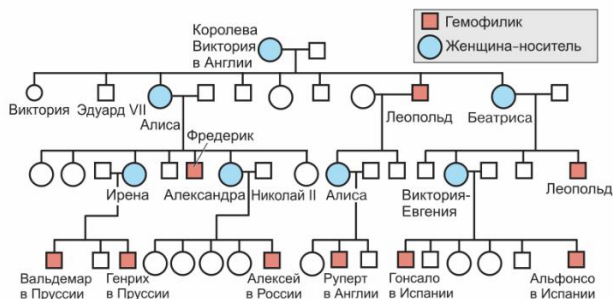 Королева
Виктория
в Англии
Гемофилик
Женщина-носитель
Виктория
Эдуард VII
Алиса
Леопольд
Беатриса
Фредерик
Ирена
Александра
Николай II
Алиса
Виктория-
Евгения
Леопольд
Вальдемар
в Пруссии
Генрих
в Пруссии
Алексей
в России
Руперт
в Англии
Гонсало
в Испании
Альфонсо
в Испании